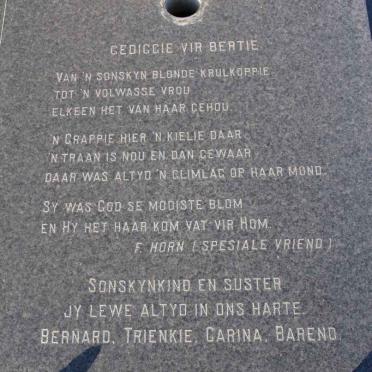 GEDIGGIE VIR BERTIE
VAN 'N SONSKYN BLONDE KRULKOPPIE
TOT 'N VOLWASSE VROU
ELKEEN HET VAN HAAR GEHOU.
'N GRAPPIE HIER 'N KIELIE DAAR
'N TRAAN IS NOU EN DAN GEWAAR
DAAR WAS ALTYD 'N GLIMLAG OP HAAR MOND.
SY WAS GOD SE MOOISTE BLOM
EN HY HET HAAR KOM VAT VIR HOM.
F. HORN (SPESIALE VRIEND)
SONSKYNKIND EN SUSTER
JY LEWE ALTYD IN ONS HARTE.
BERNARD, TRIENKIE, CARINA, BAREND.